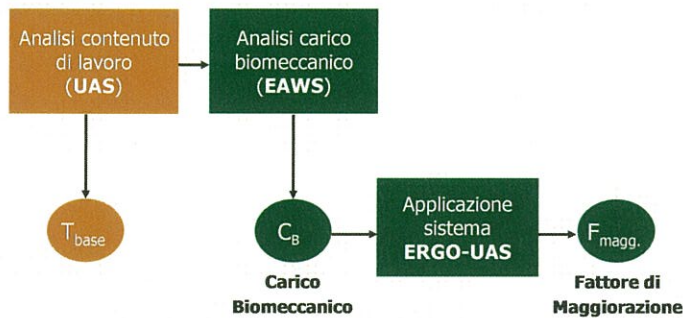 Analisi contenuto
di lavoro
(UAS)
Analisi carico
biomeccanico
(EAWS)
T base
C B
Applicazione
sistema
ERGO-UAS
F magg.
Carico
Biomeccanico
Fattore di
Maggiorazione